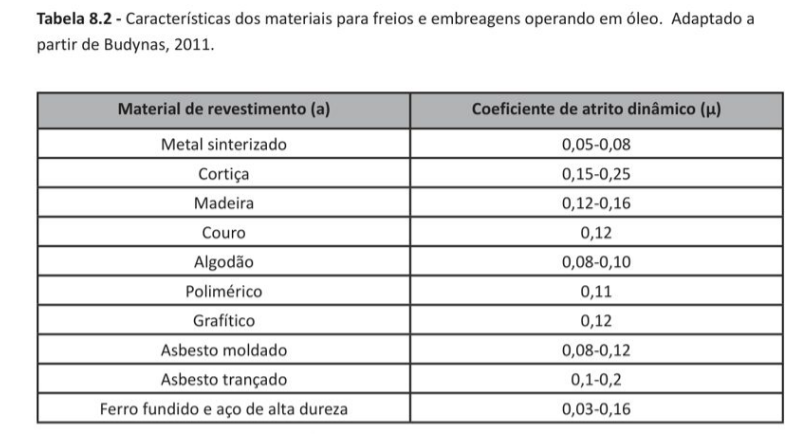 Tabela 8.2 - Características dos materiais para freios e embreagens operando em óleo. Adaptado a
partir de Budynas, 2011.
Material de revestimento (a) Coeficiente de atrito dinâmico (µ)
Metal sinterizado 0,05-0,08
Cortiça 0,15-0,25
Madeira 0,12-0,16
Couro 0,12
Algodão 0,08-0,10
Polimérico 0,11
Grafítico 0,12
Asbesto moldado 0,08-0,12
Asbesto trançado 0,1-0,2
Ferro fundido e aço de alta dureza 0,03-0,16